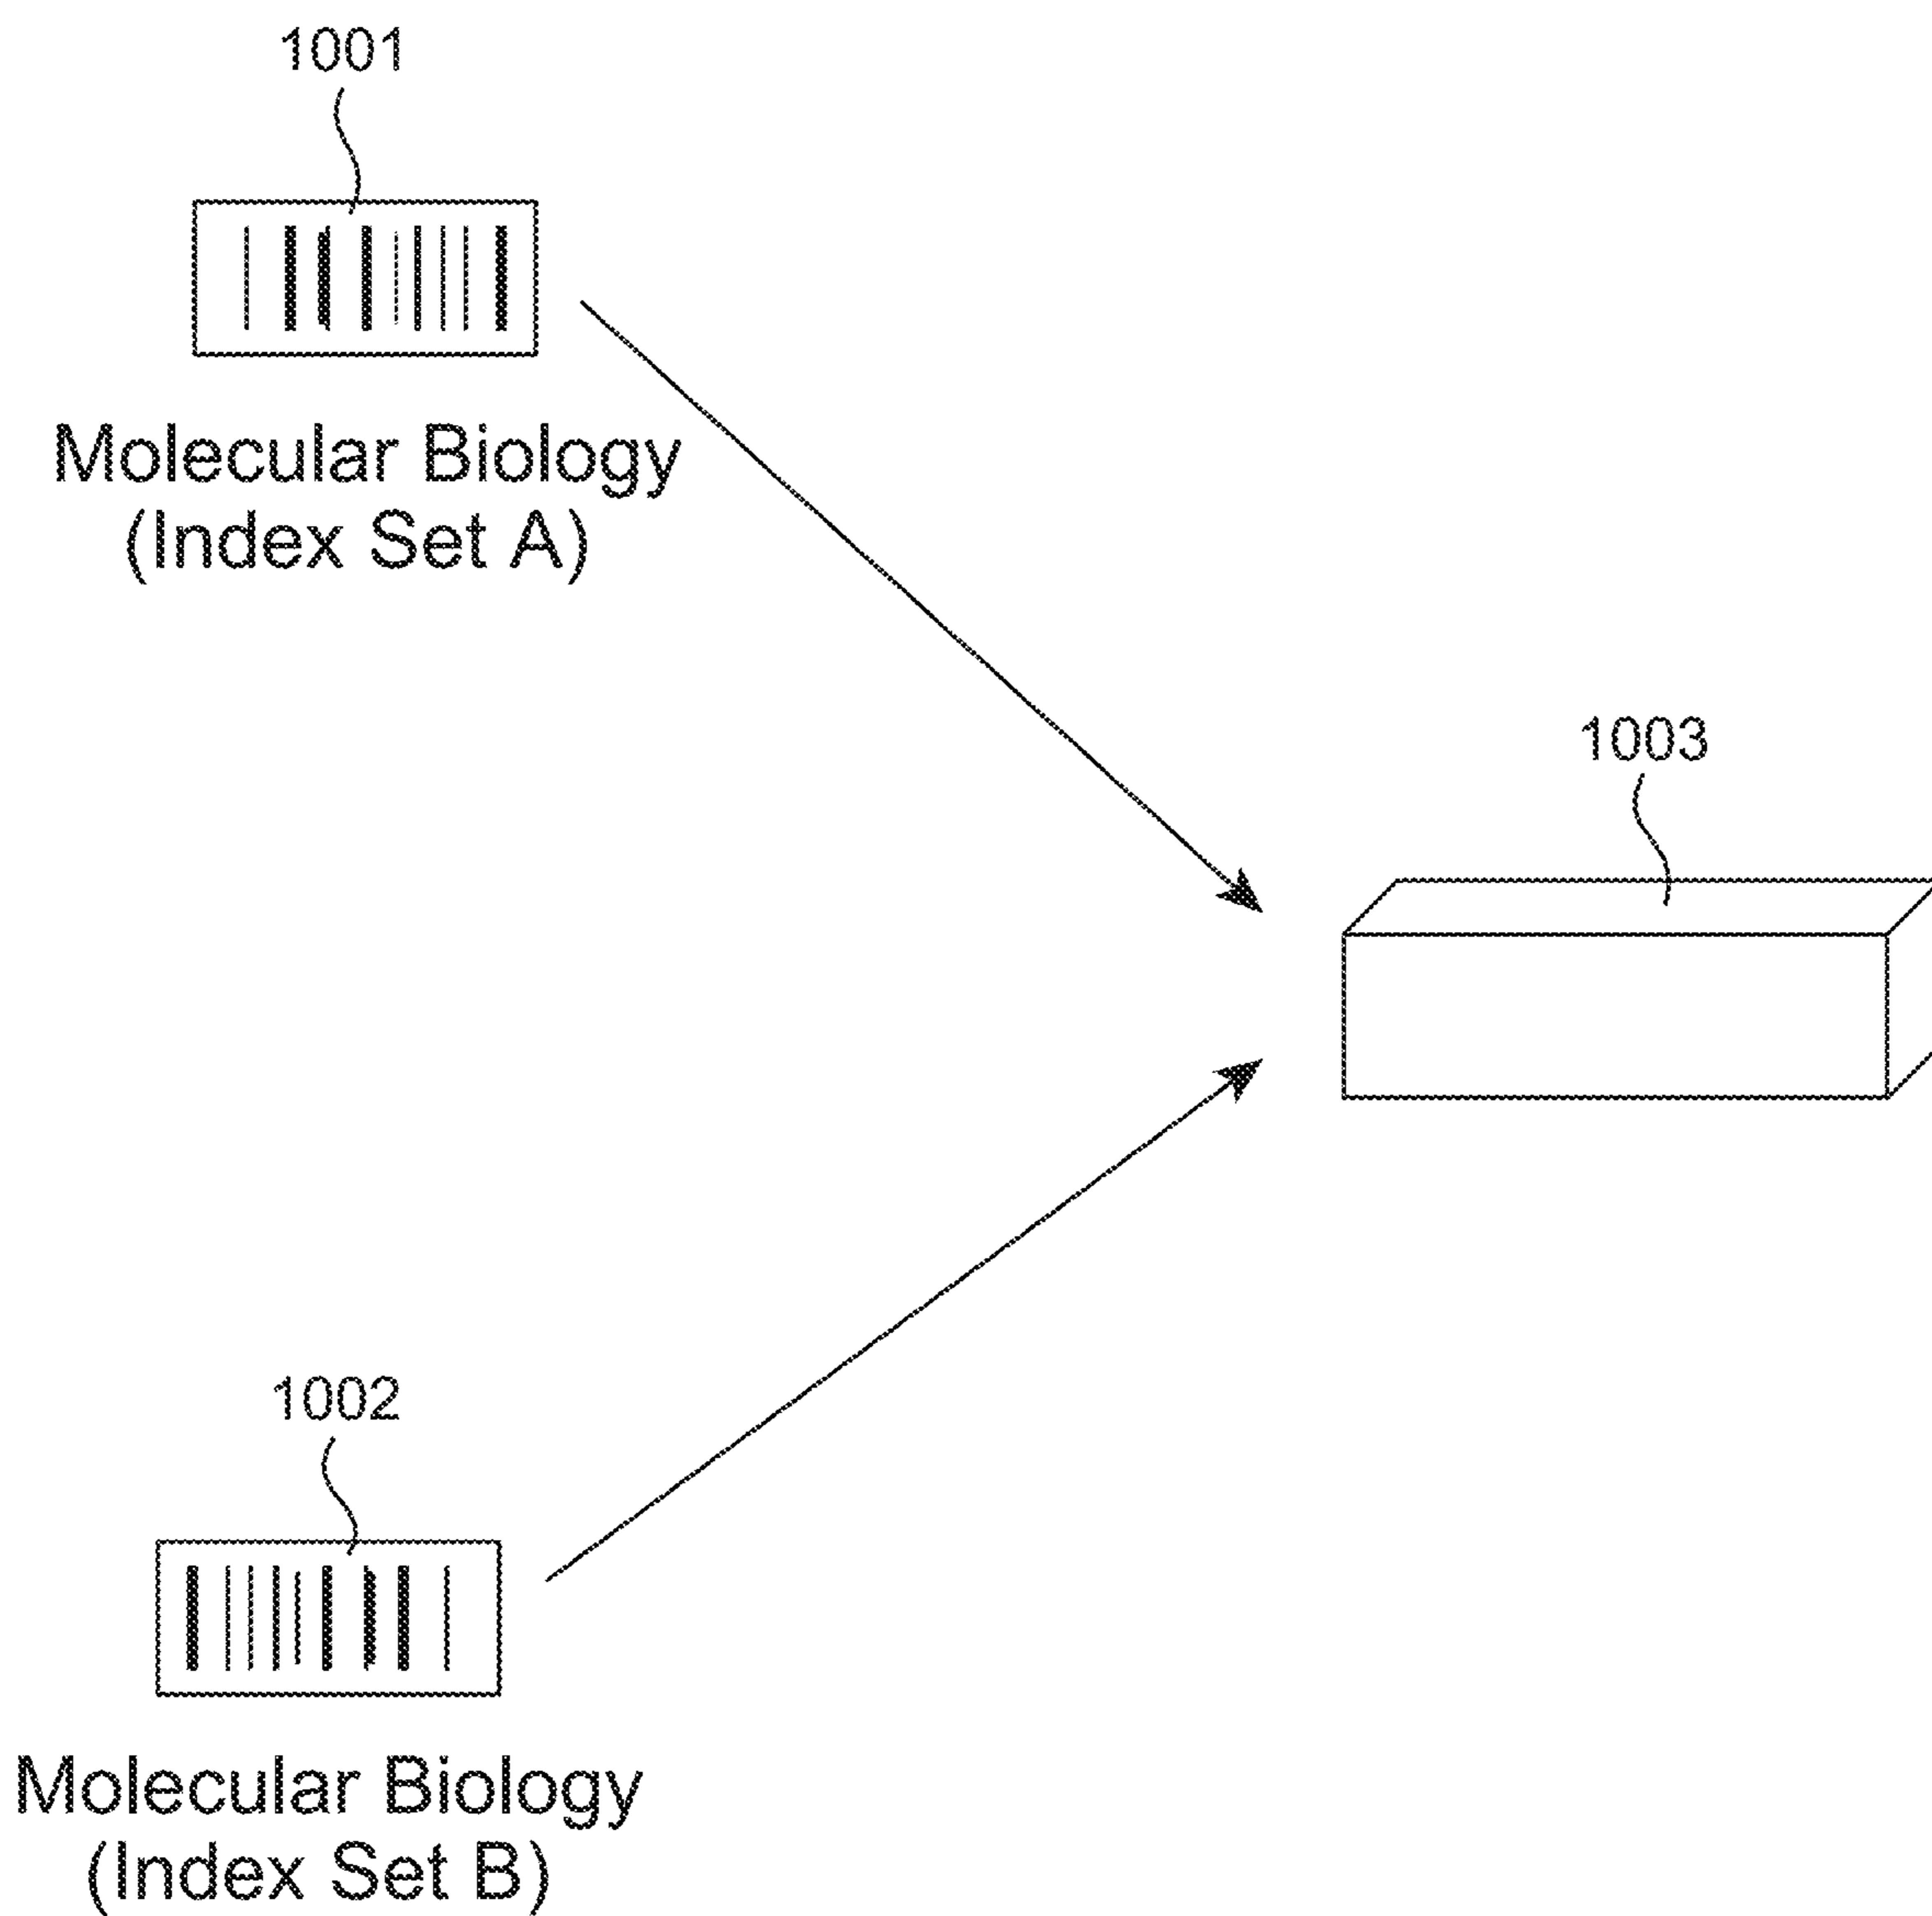 1001
Molecular Biology
(Index Set A)
1003
1002
Molecular Biology
(Index Set B)